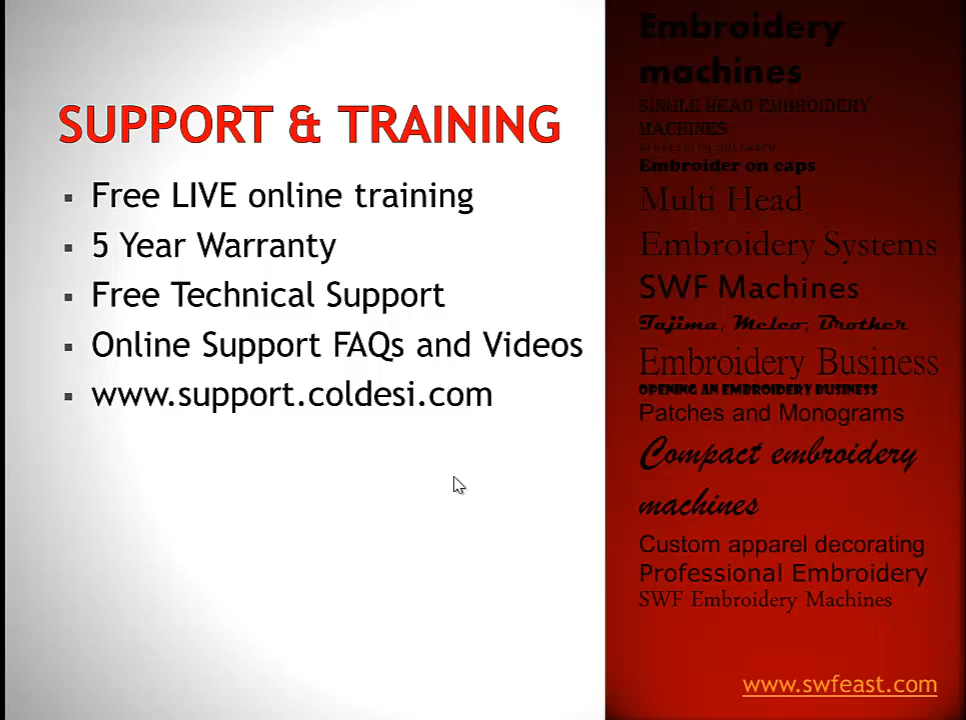 SUPPORT & TRAINING
Free LIVE online training
5 Year Warranty
Free Technical Support
Online Support FAQs and Videos
www.support.coldesi.com
Embroidery
machines
SINGLE HEAD EMBROIDERY
MACHINES
Digitizing Software
Embroider on caps
Multi Head
Embroidery Systems
SWF Machines
Tajima, Melco, Brother
Embroidery Business
OPENING AN EMBROIDERY BUSINESS
Patches and Monograms
Compact embroidery
machines
Custom apparel decorating
Professional Embroidery
SWF Embroidery Machines
www.swfeast.com